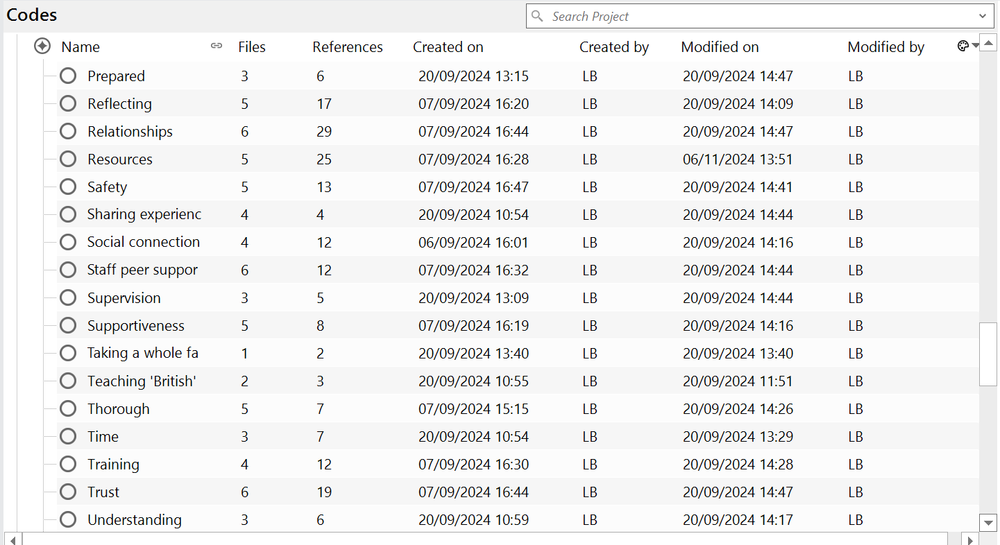 Codes
Search Project
Name Files References Created on Created by Modified on Modified by
Prepared 3 6 20/09/2024 13:15 LB 20/09/2024 14:47 LB
Reflecting 5 17 07/09/2024 16:20 LB 20/09/2024 14:09 LB
Relationships 6 29 07/09/2024 16:44 LB 20/09/2024 14:47 LB
Resources 5 25 07/09/2024 16:28 LB 06/11/2024 13:51 LB
Safety 5 13 07/09/2024 16:47 LB 20/09/2024 14:41 LB
Sharing experienc 4 4 20/09/2024 10:54 LB 20/09/2024 14:44 LB
Social connection 4 12 06/09/2024 16:01 LB 20/09/2024 14:16 LB
Staff peer suppor 6 12 07/09/2024 16:32 LB 20/09/2024 14:44 LB
Supervision 3 5 20/09/2024 13:09 LB 20/09/2024 14:44 LB
Supportiveness 5 8 07/09/2024 16:19 LB 20/09/2024 14:16 LB
Taking a whole fa 1 2 20/09/2024 13:40 LB 20/09/2024 13:40 LB
Teaching 'British' 2 3 20/09/2024 10:55 LB 20/09/2024 11:51 LB
Thorough 5 7 07/09/2024 15:15 LB 20/09/2024 14:26 LB
Time 3 7 20/09/2024 10:54 LB 20/09/2024 13:29 LB
Training 4 12 07/09/2024 16:30 LB 20/09/2024 14:28 LB
Trust 6 19 07/09/2024 16:44 LB 20/09/2024 14:47 LB
Understanding 3 6 20/09/2024 10:59 LB 20/09/2024 14:17 LB